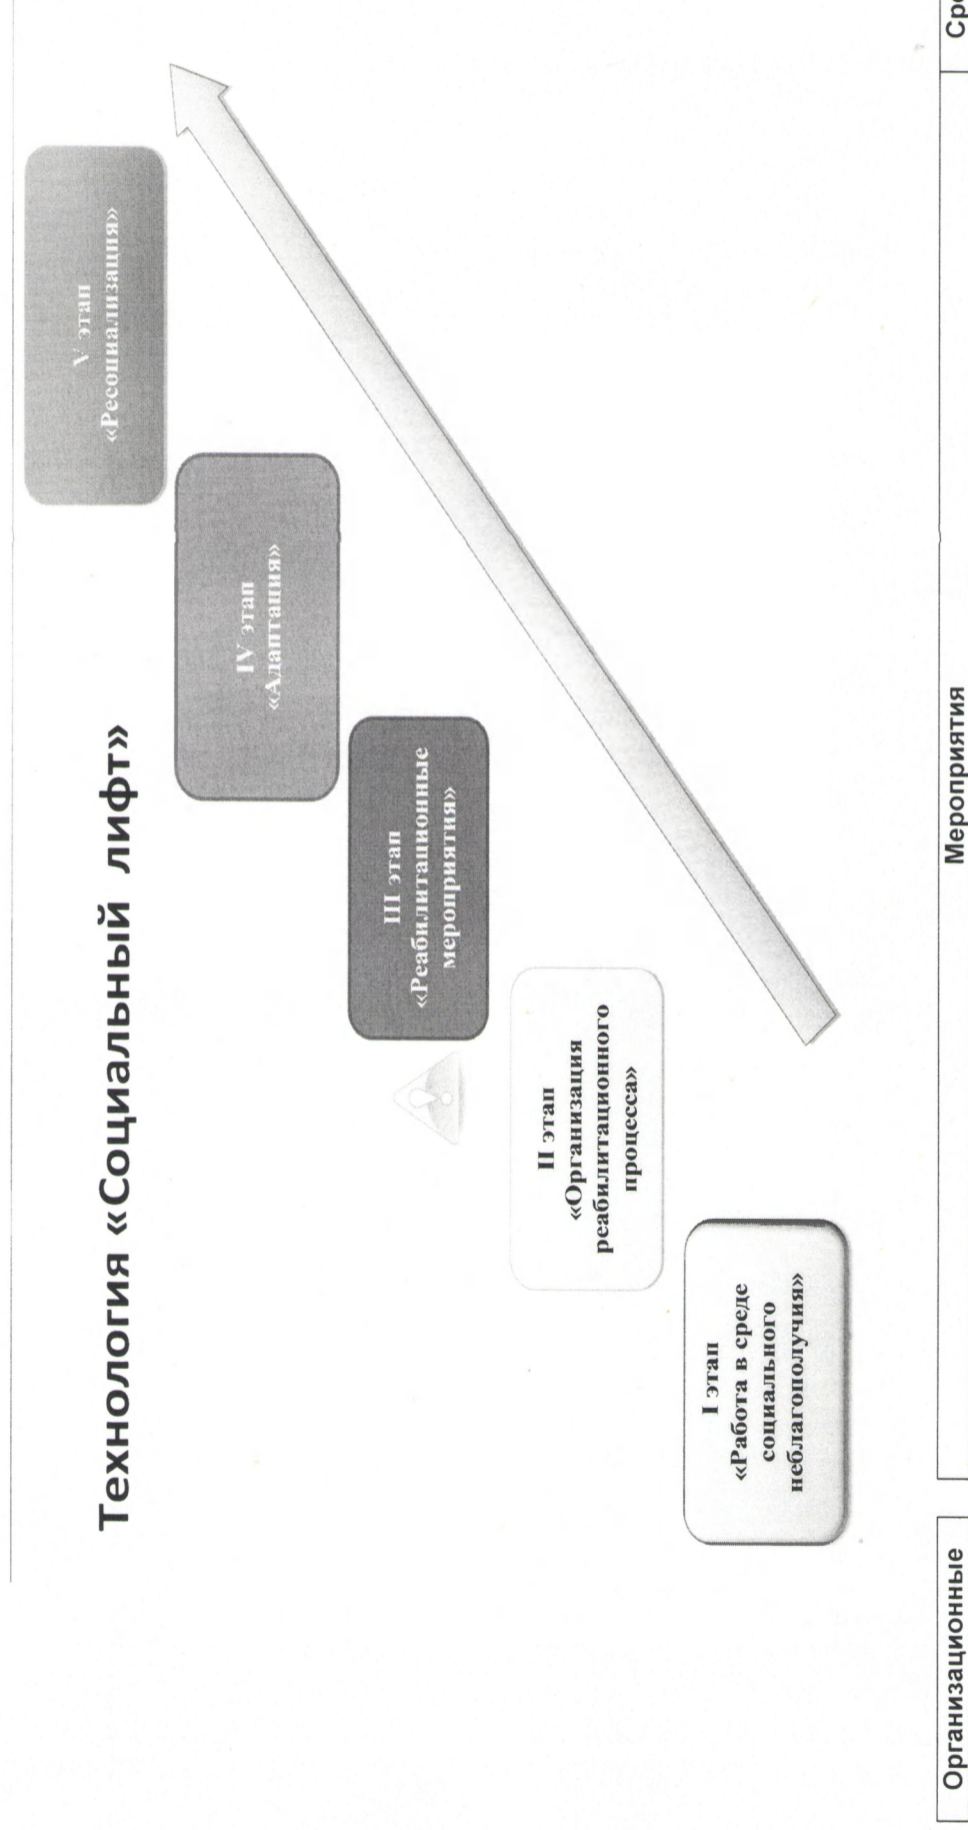 Технология «Социальный лифт»
V этап
«Ресоциализация»
IV этап
«Адаптация»
III этап
«Реабилитационные
мероприятия»
II этап
«Организация
реабилитационного
процесса»
I этап
«Работа в среде
социального
неблагополучия»
Организационные
Мероприятия